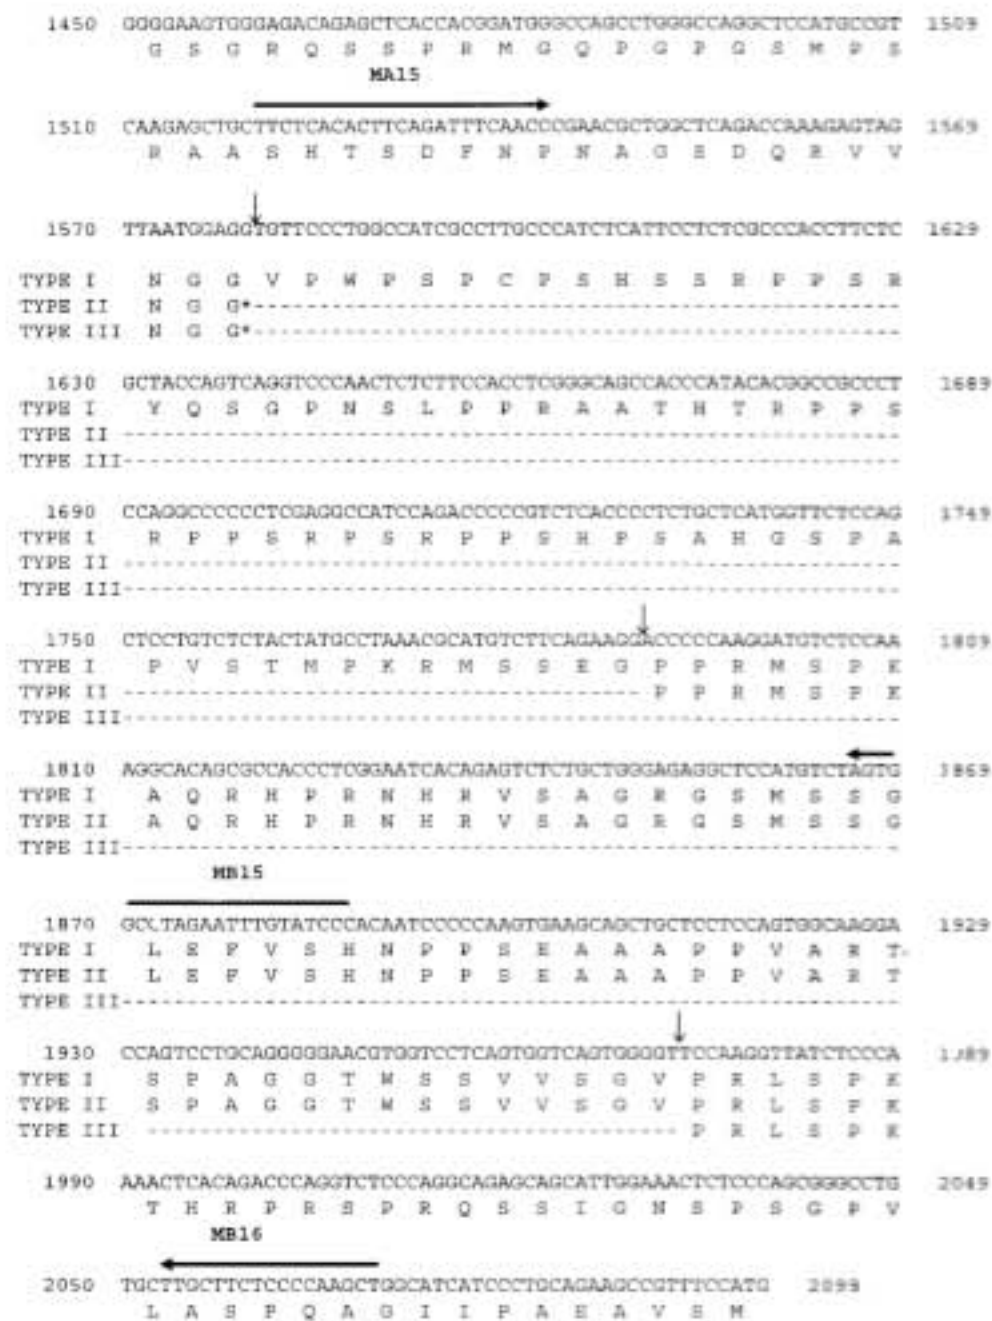 1450 GGGGAAGTGGGAGACAGAGCTCACCACGGATGGGCCAGCCTGGGCCAGGCTCCATGCCGT 1509
G S G R Q S S P R M G Q P G P G S M P S
MA15
1510 CAAGAGCTGCTTCTCACACTTCAGATTTCAACCCGAACGCTGGCTCAGACCAAAGAGTAG 1569
R A A S H T S D F N P N A G S D Q R V V
1570 TTAATGGAGGTGTTCCCTGGCCATCGCCTTGCCCATCTCATTCCTCTCGCCCACCTTCTC 1629
TYPE I N G G V P W P S P C P S H S S R P P S R
TYPE II N G G*------------------------------------------------
TYPE III N G G*------------------------------------------------
1630 GCTACCAGTCAGGTCCCAACTCTCTTCCACCTCGGGCAGCCACCCATACACGGCCGCCCT 1689
TYPE I Y Q S G P N S L P P R A A T H T R P P S
TYPE II ----------------------------------------------------------
TYPE III----------------------------------------------------------
1690 CCAGGCCCCCCTCGAGGCCATCCAGACCCCCGTCTCACCCCTCTGCTCATGGTTCTCCAG 1749
TYPE I R P P S R P S R P P S H P S A H G S P A
TYPE II ----------------------------------------------------------
TYPE III----------------------------------------------------------
1750 CTCCTGTCTCTACTATGCCTAAACGCATGTCTTCAGAAGGACCCCCAAGGATGTCTCCAA 1809
TYPE I P V S T M P K R M S S E G P P R M S P K
TYPE II --------------------------------------- P P R M S P K
TYPE III----------------------------------------------------------
1810 AGGCACAGCGCCACCCTCGGAATCACAGAGTCTCTGCTGGGAGAGGCTCCATGTCTAGTG 1869
TYPE I A Q R H P R N H R V S A G R G S M S S G
TYPE II A Q R H P R N H R V S A G R G S M S S G
TYPE III----------------------------------------------------------
MB15
1870 GCCTAGAATTTGTATCCCACAATCCCCCAAGTGAAGCAGCTGCTCCTCCAGTGGCAAGGA 1929
TYPE I L E F V S H N P P S E A A A P P V A R T
TYPE II L E F V S H N P P S E A A A P P V A R T
TYPE III----------------------------------------------------------
1930 CCAGTCCTGCAGGGGGAACGTGGTCCTCAGTGGTCAGTGGGGTTCCAAGGTTATCTCCCA 1989
TYPE I S P A G G T W S S V V S G V P R L S P K
TYPE II S P A G G T W S S V V S G V P R L S P K
TYPE III ---------------------------------------- P R L S P K
1990 AAACTCACAGACCCAGGTCTCCCAGGCAGAGCAGCATTGGAAACTCTCCCAGCGGGCCTG 2049
T H R P R S P R Q S S I G N S P S G P V
MB16
2050 TGCTTGCTTCTCCCCAAGCTGGCATCATCCCTGCAGAAGCCGTTTCCATG 2099
L A S P Q A G I I P A E A V S M